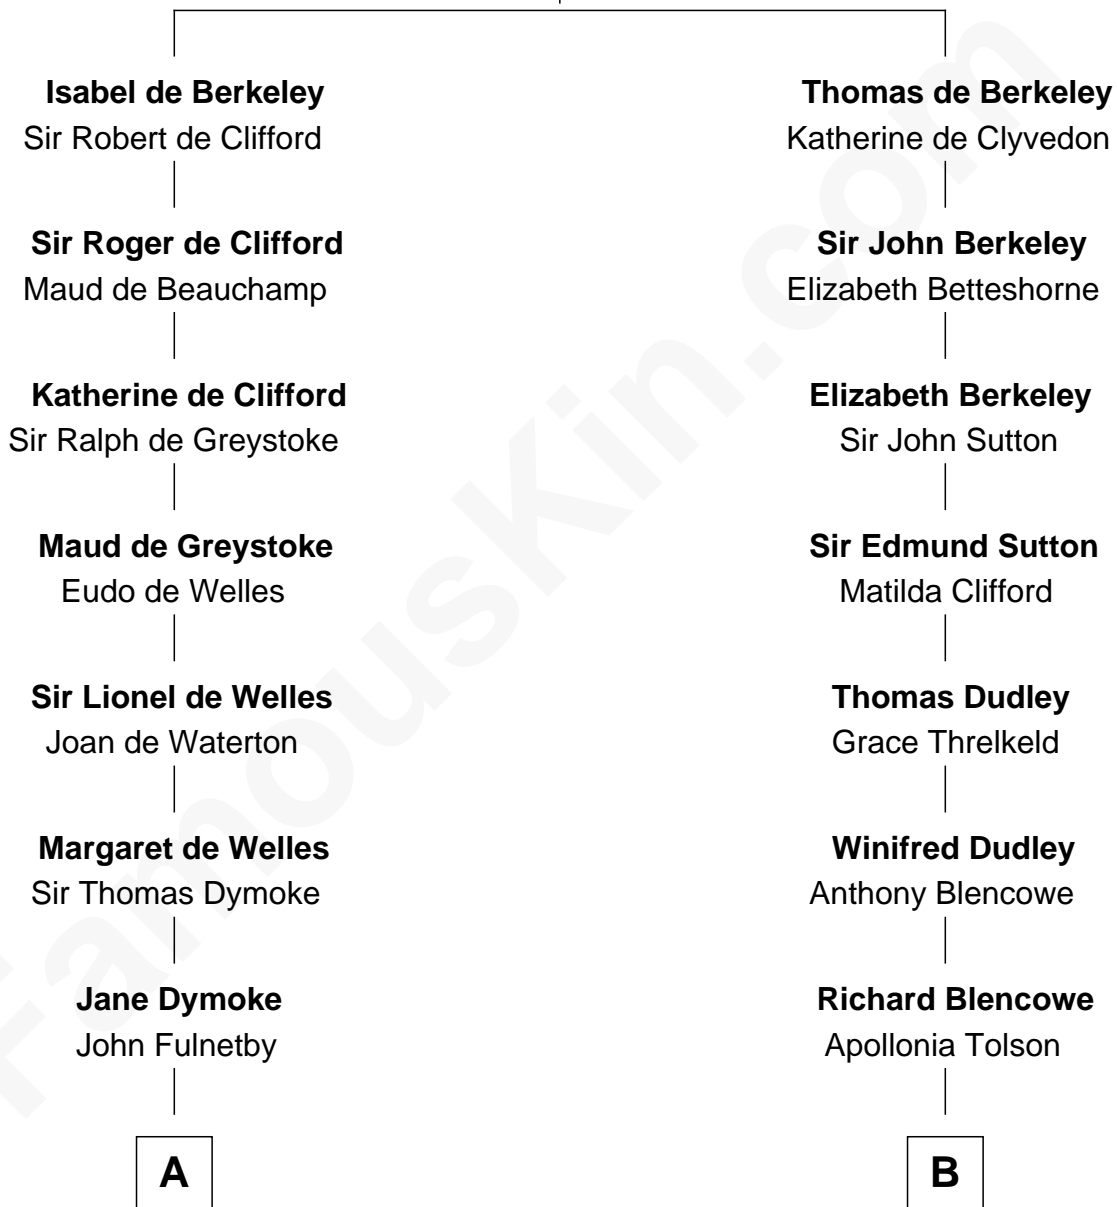 Isabel de Berkeley
Sir Robert de Clifford
Sir Roger de Clifford
Maud de Beauchamp
Katherine de Clifford
Sir Ralph de Greystoke
Maud de Greystoke
Eudo de Welles
Sir Lionel de Welles
Joan de Waterton
Margaret de Welles
Sir Thomas Dymoke
Jane Dymoke
John Fulnetby
A
Thomas de Berkeley
Katherine de Clyvedon
Sir John Berkeley
Elizabeth Betteshorne
Elizabeth Berkeley
Sir John Sutton
Sir Edmund Sutton
Matilda Clifford
Thomas Dudley
Grace Threlkeld
Winifred Dudley
Anthony Blencowe
Richard Blencowe
Apollonia Tolson
B
FamousKin.com